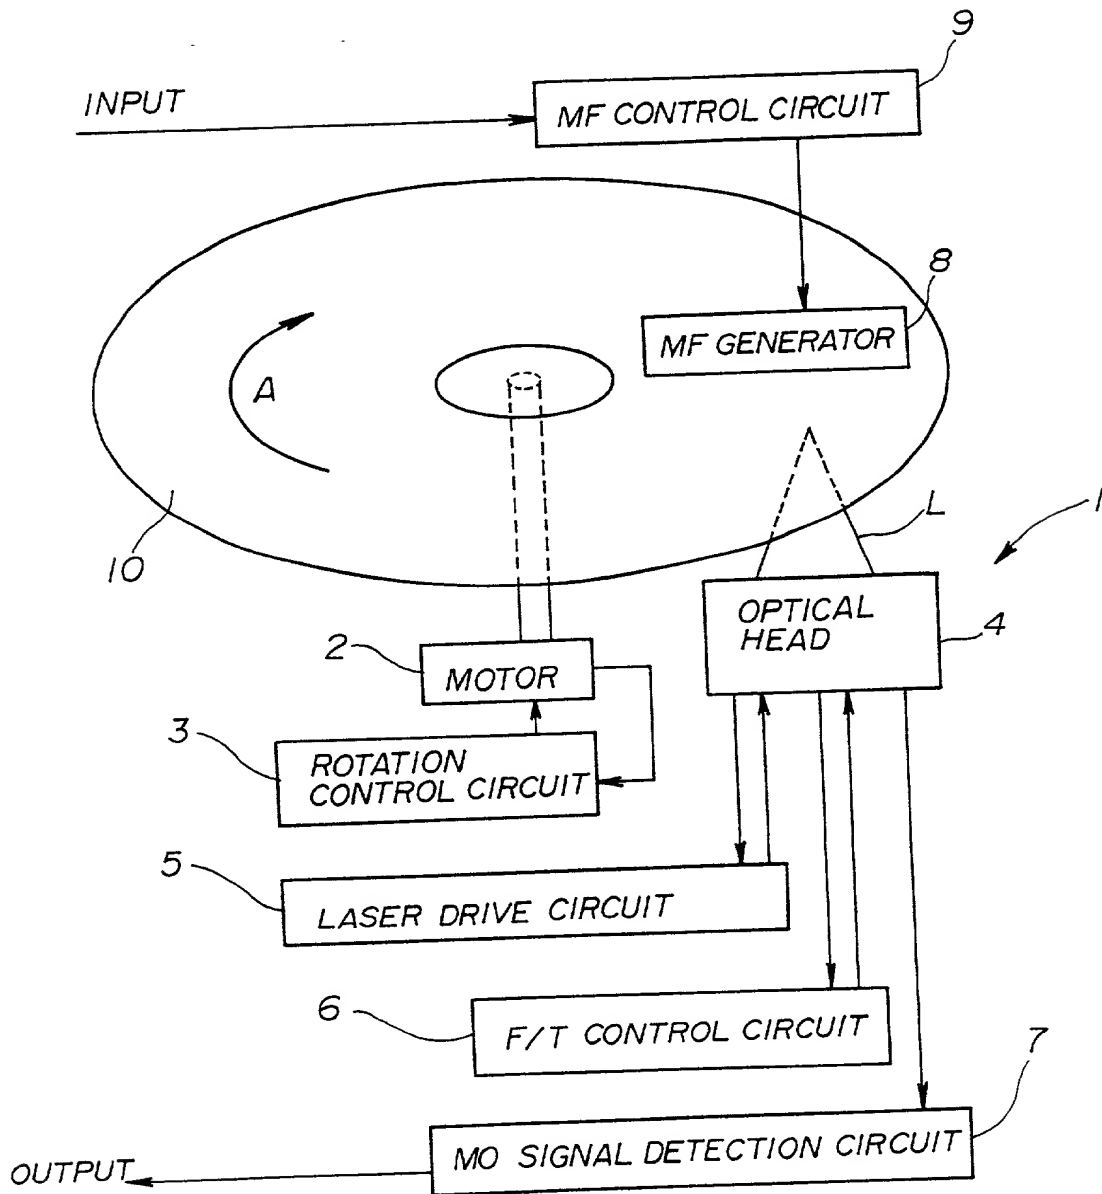 9
INPUT
MF CONTROL CIRCUIT
8
MF GENERATOR
A
L
1
10
OPTICAL
HEAD
4
2
MOTOR
3
ROTATION
CONTROL CIRCUIT
5
LASER DRIVE CIRCUIT
6
F/T CONTROL CIRCUIT
7
MO SIGNAL DETECTION CIRCUIT
OUTPUT